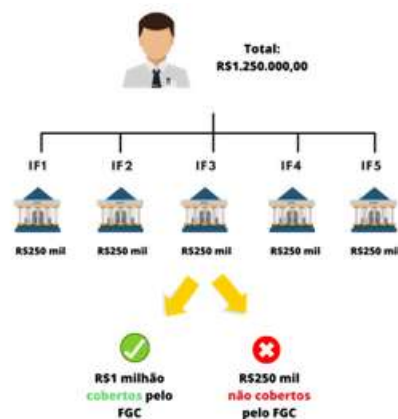 Total:
R$1.250.000,00
IF1 IF2 IF3 IF4 IF5
R$250 mil R$250 mil R$250 mil R$250 mil R$250 mil
R$1 milhão
cobertos pelo
FGC
R$250 mil
não cobertos
pelo FGC